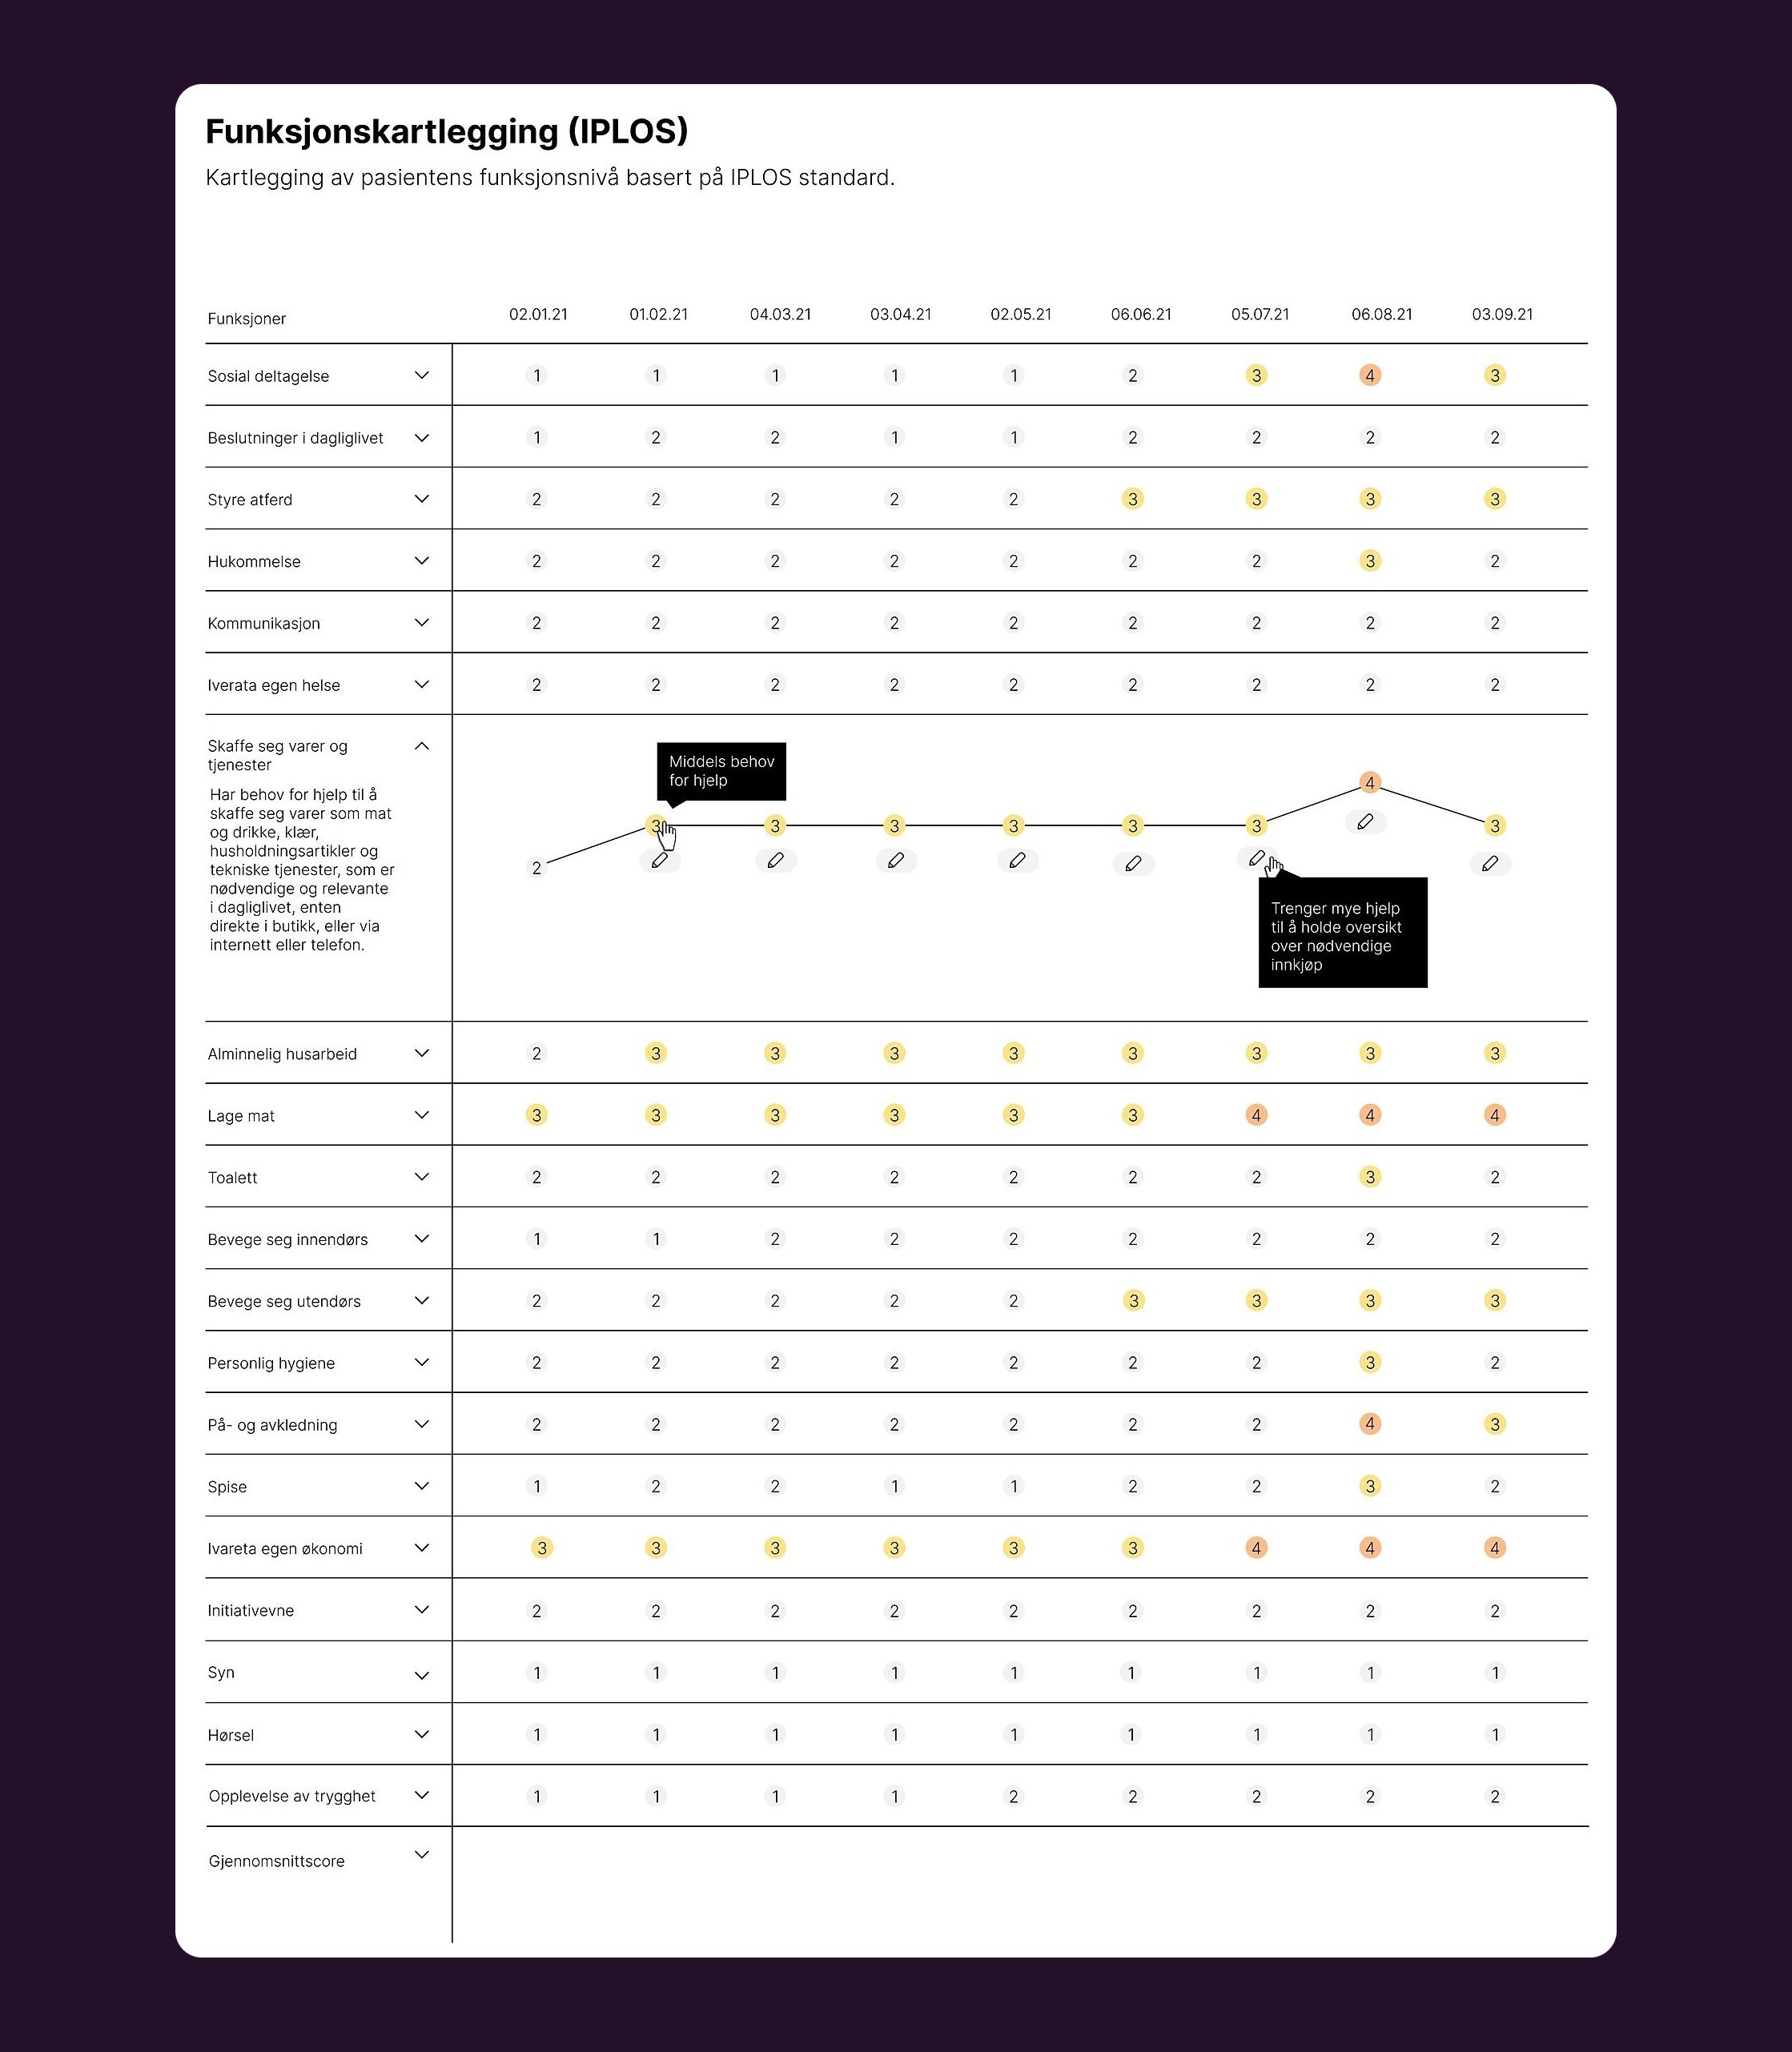 Funksjonskartlegging (IPLOS)
Kartlegging av pasientens funksjonsnivå basert på IPLOS standard.
Funksjoner 02.01.21 01.02.21 04.03.21 03.04.21 02.05.21 06.06.21 05.07.21 06.08.21 03.09.21
Sosial deltagelse 1 1 1 1 1 2 3 4 3
Beslutninger i dagliglivet 1 2 2 1 1 2 2 2 2
Styre atferd 2 2 2 2 2 3 3 3 3
Hukommelse 2 2 2 2 2 2 2 3 2
Kommunikasjon 2 2 2 2 2 2 2 2 2
Iverata egen helse 2 2 2 2 2 2 2 2 2
Skaffe seg varer og
tjenester
Har behov for hjelp til å
skaffe seg varer som mat
og drikke, klær,
husholdningsartikler og
tekniske tjenester, som er
nødvendige og relevante
i dagliglivet, enten
direkte i butikk, eller via
internett eller telefon.
Middels behov
for hjelp
2 3 3 3 3 3 3 4 3
Trenger mye hjelp
til å holde oversikt
over nødvendige
innkjøp
Alminnelig husarbeid 2 3 3 3 3 3 3 3 3
Lage mat 3 3 3 3 3 3 4 4 4
Toalett 2 2 2 2 2 2 2 3 2
Bevege seg innendørs 1 1 2 2 2 2 2 2 2
Bevege seg utendørs 2 2 2 2 2 3 3 3 3
Personlig hygiene 2 2 2 2 2 2 2 3 2
På- og avkledning 2 2 2 2 2 2 2 4 3
Spise 1 2 2 1 1 2 2 3 2
Ivareta egen økonomi 3 3 3 3 3 3 4 4 4
Initiativevne 2 2 2 2 2 2 2 2 2
Syn 1 1 1 1 1 1 1 1 1
Hørsel 1 1 1 1 1 1 1 1 1
Opplevelse av trygghet 1 1 1 1 2 2 2 2 2
Gjennomsnittscore